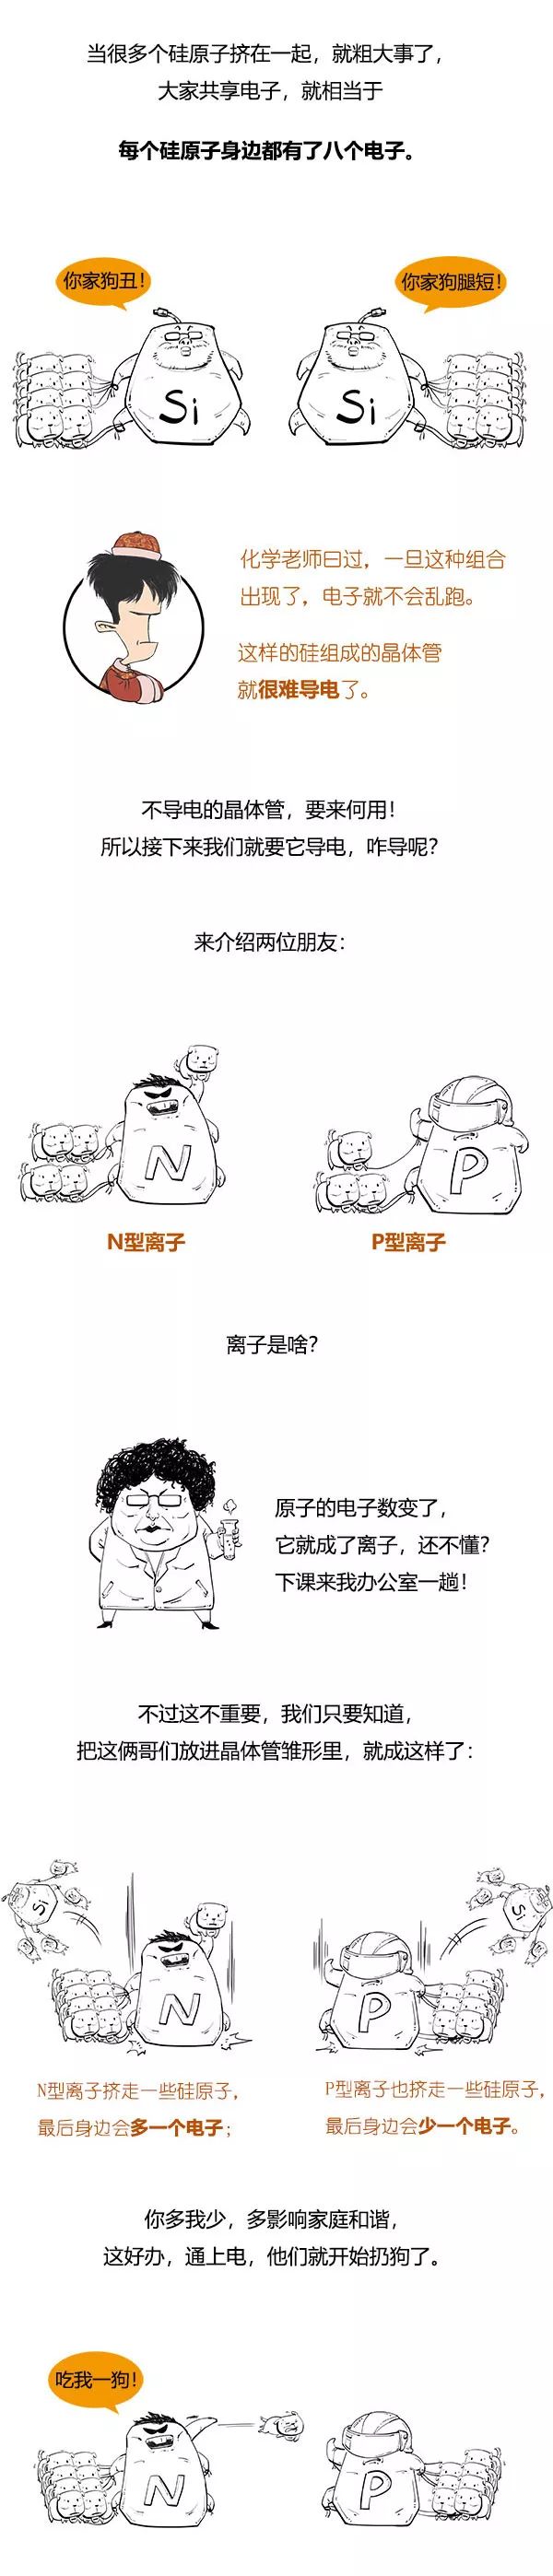 当很多个硅原子挤在一起，就粗大事了，
大家共享电子，就相当于
每个硅原子身边都有了八个电子。
你家狗丑！
你家狗腿短！
Si
Si
化学老师曰过，一旦这种组合
出现了，电子就不会乱跑。
这样的硅组成的晶体管
就很难导电了。
不导电的晶体管，要来何用！
所以接下来我们就要它导电，咋导呢？
来介绍两位朋友：
N
P
N型离子
P型离子
离子是啥？
原子的电子数变了，
它就成了离子，还不懂？
下课来我办公室一趟！
不过这不重要，我们只要知道，
把这俩哥们放进晶体管雏形里，就成这样了：
Si
Si
N
P
N型离子挤走一些硅原子，
最后身边会多一个电子；
P型离子也挤走一些硅原子，
最后身边会少一个电子。
你多我少，多影响家庭和谐，
这好办，通上电，他们就开始扔狗了。
吃我一狗！
N
P